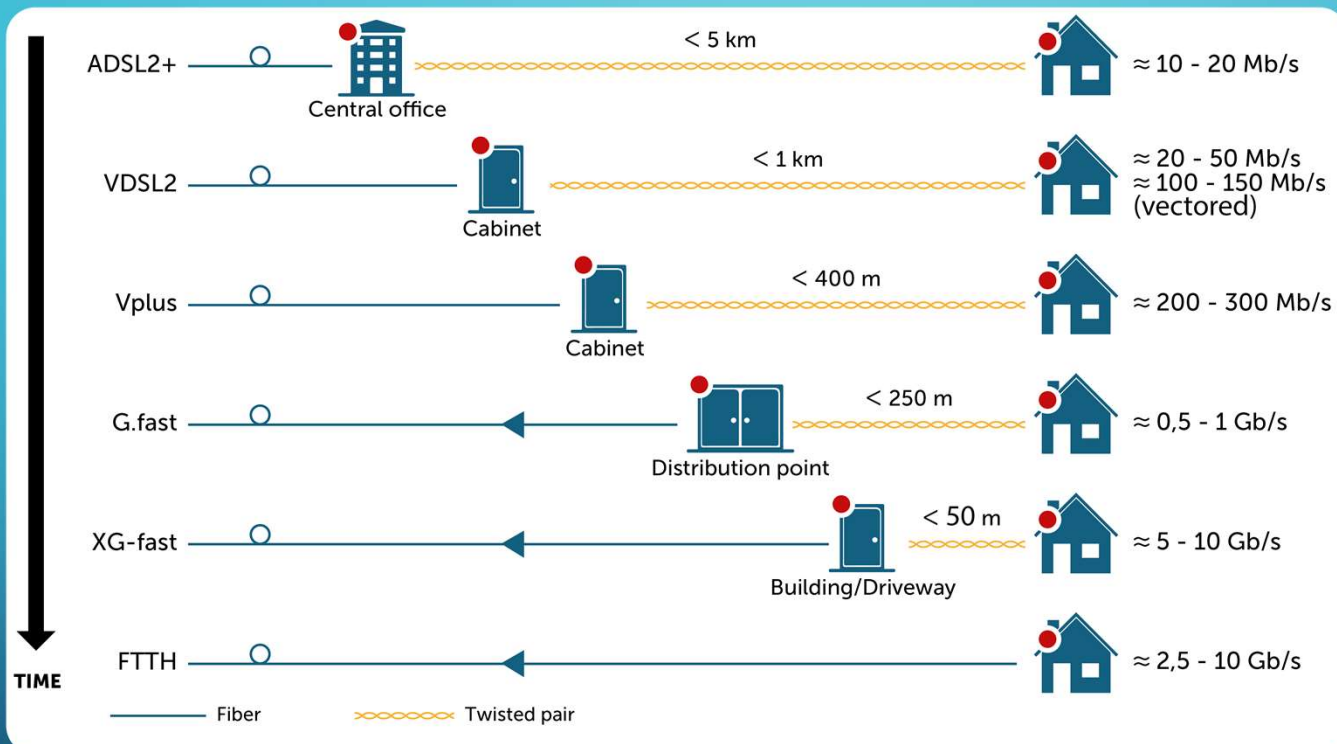 ADSL2+
Central office
< 5 km
≈ 10 - 20 Mb/s
VDSL2
Cabinet
< 1 km
≈ 20 - 50 Mb/s
≈ 100 - 150 Mb/s
(vectored)
Vplus
Cabinet
< 400 m
≈ 200 - 300 Mb/s
G.fast
Distribution point
< 250 m
≈ 0,5 - 1 Gb/s
XG-fast
Building/Driveway
< 50 m
≈ 5 - 10 Gb/s
FTTH
≈ 2,5 - 10 Gb/s
TIME
Fiber
Twisted pair